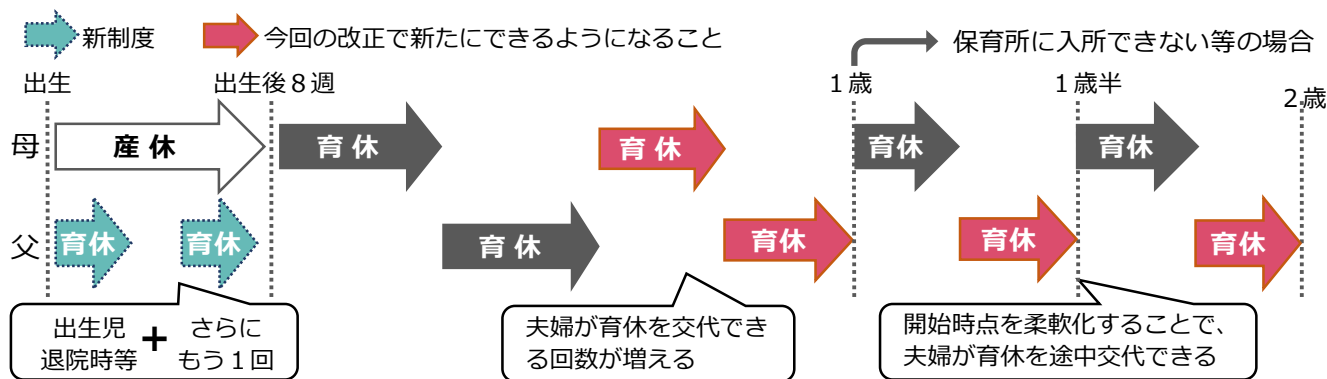 新制度
今回の改正で新たにできるようになること
保育所に入所できない等の場合
出生
出生後８週
１歳
１歳半
２歳
母
産 休
育 休
育 休
育休
育休
父
育休
育休
育 休
育休
育休
育休
出生児
退院時等
+
さらに
もう１回
夫婦が育休を交代でき
る回数が増える
開始時点を柔軟化することで、
夫婦が育休を途中交代できる